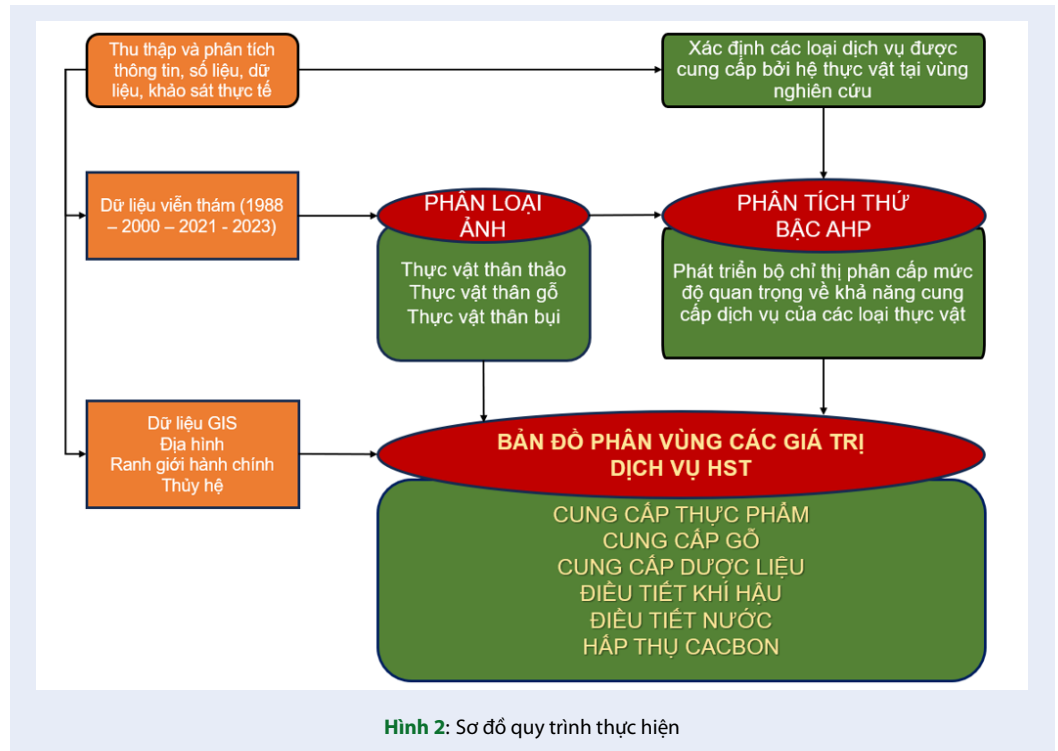 Thu thập và phân tích
thông tin, số liệu, dữ
liệu, khảo sát thực tế
Xác định các loại dịch vụ được
cung cấp bởi hệ thực vật tại vùng
nghiên cứu
Dữ liệu viễn thám (1988
– 2000 – 2021 - 2023)
PHÂN LOẠI
ẢNH
Thực vật thân thảo
Thực vật thân gỗ
Thực vật thân bụi
PHÂN TÍCH THỨ
BẬC AHP
Phát triển bộ chỉ thị phân cấp mức
độ quan trọng về khả năng cung
cấp dịch vụ của các loại thực vật
Dữ liệu GIS
Địa hình
Ranh giới hành chính
Thủy hệ
BẢN ĐỒ PHÂN VÙNG CÁC GIÁ TRỊ
DỊCH VỤ HST
CUNG CẤP THỰC PHẨM
CUNG CẤP GỖ
CUNG CẤP DƯỢC LIỆU
ĐIỀU TIẾT KHÍ HẬU
ĐIỀU TIẾT NƯỚC
HẤP THỤ CACBON
Hình 2: Sơ đồ quy trình thực hiện